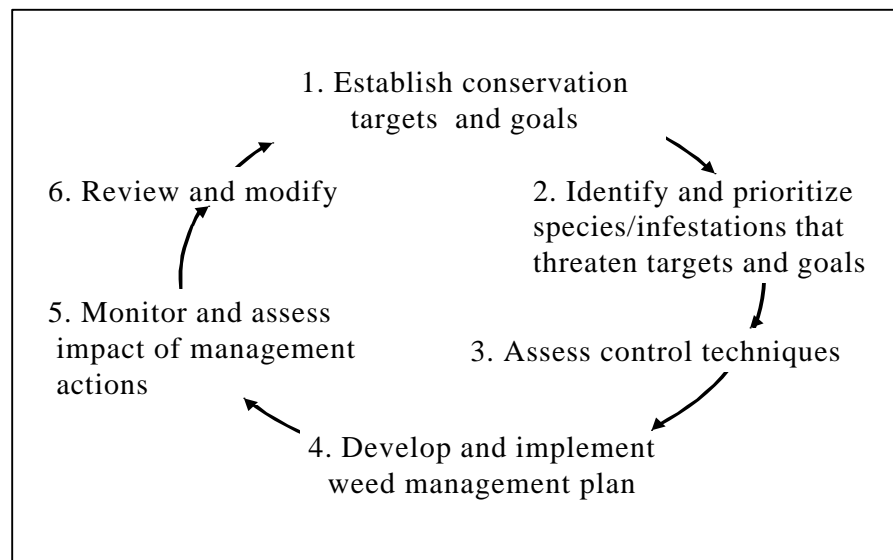 1. Establish conservation
targets and goals
2. Identify and prioritize
species/infestations that
threaten targets and goals
3. Assess control techniques
4. Develop and implement
weed management plan
5. Monitor and assess
impact of management
actions
6. Review and modify